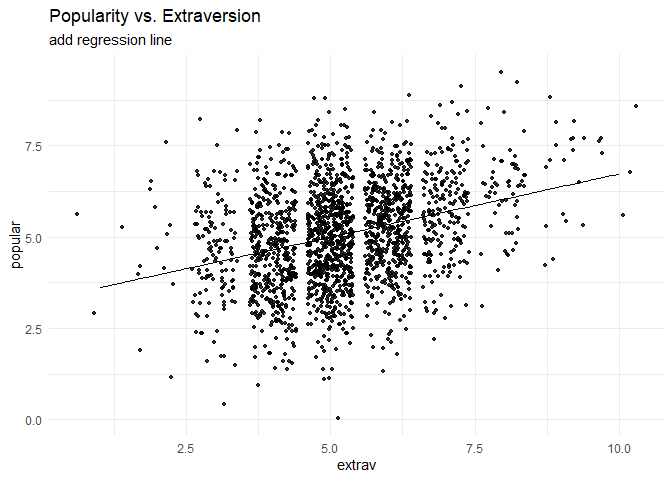 Popularity vs. Extraversion
add regression line
popular
7.5
5.0
2.5
0.0
2.5 5.0 7.5 10.0
extrav